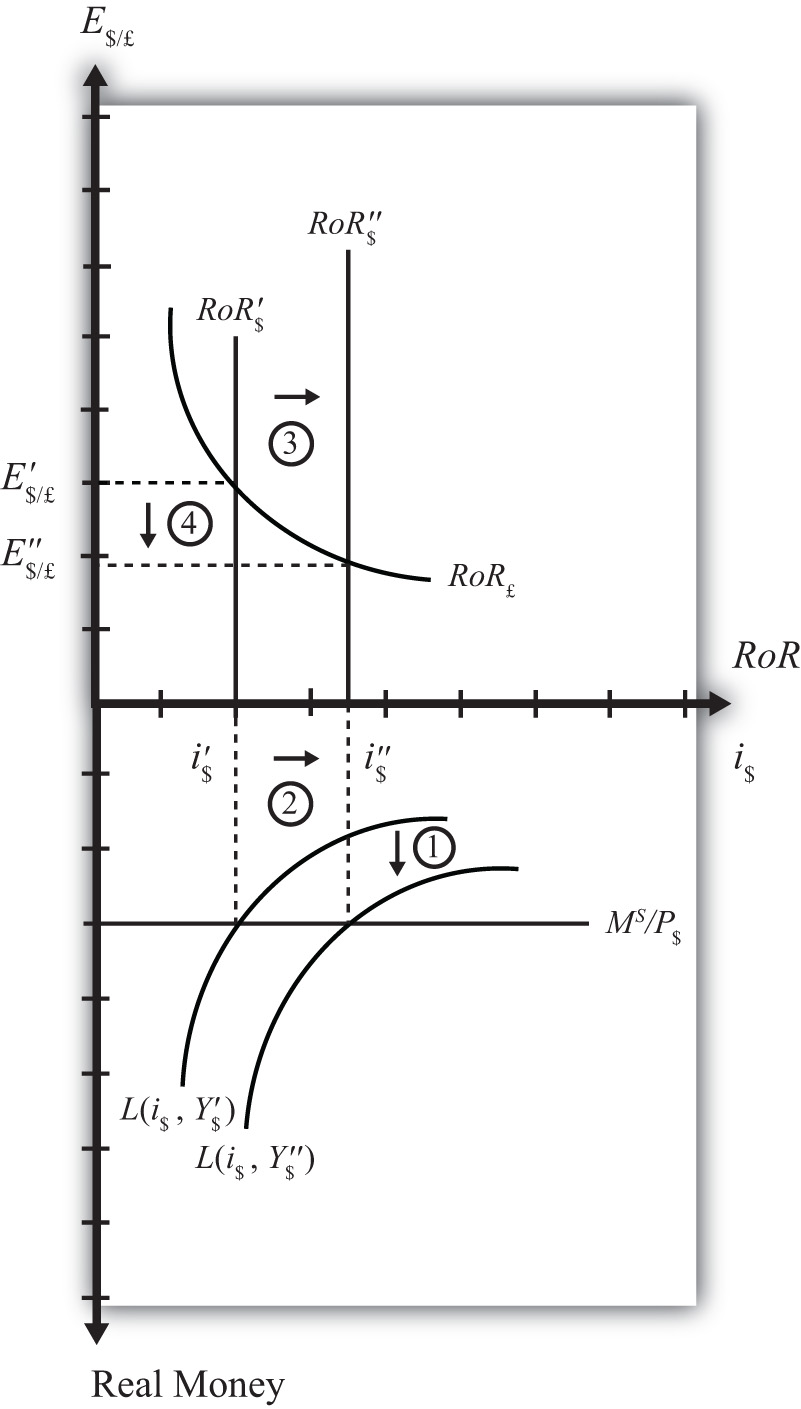 E$/£
RoR″$
RoR′$
③
E′$/£
④
E″$/£
RoR£
RoR
i′$
i″$
i$
②
①
Mˢ/P$
L(i$, Y′$)
L(i$, Y″$)
Real Money